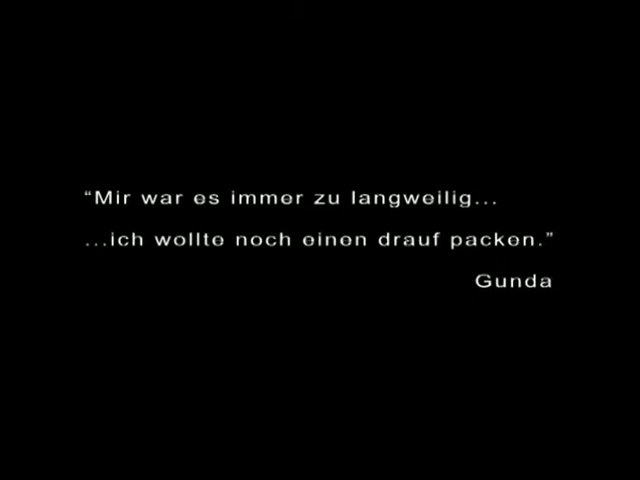 “Mir war es immer zu langweilig...
...ich wollte noch einen drauf packen.”
Gunda